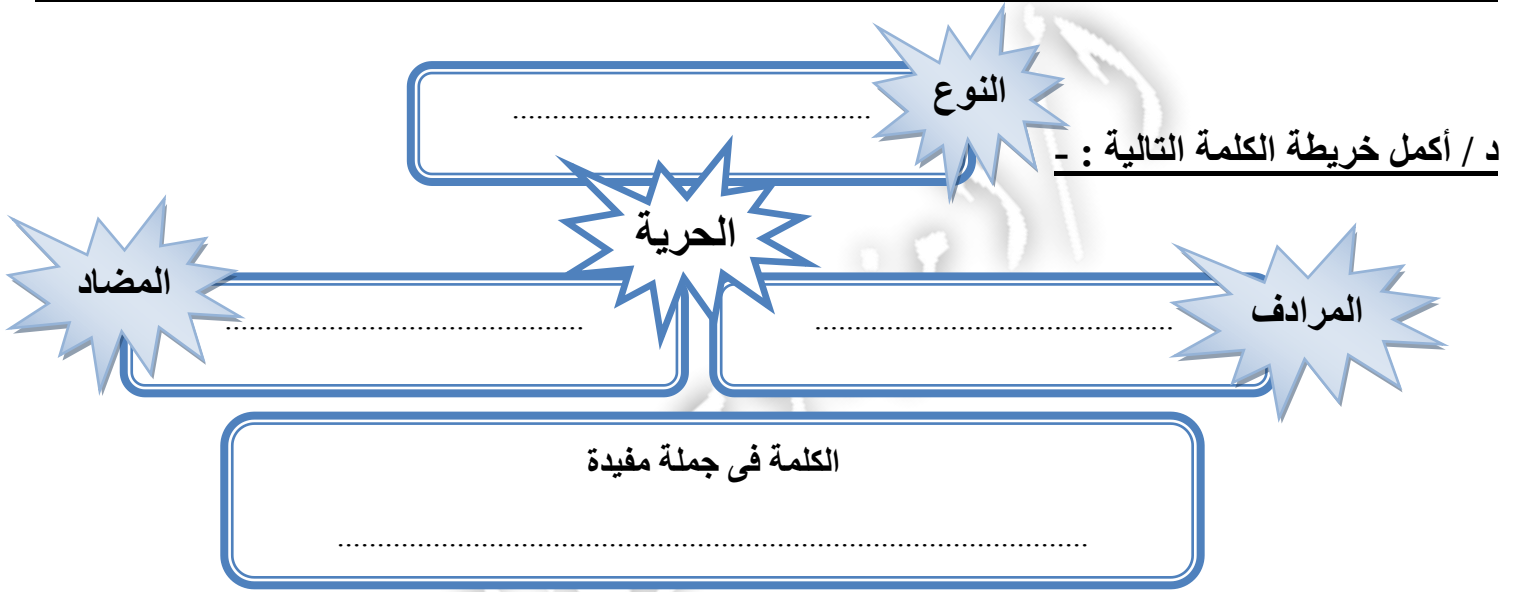 النوع
................................................
د / أكمل خريطة الكلمة التالية : -
الحرية
المرادف
................................................
المضاد
................................................
الكلمة فى جملة مفيدة
................................................................................................